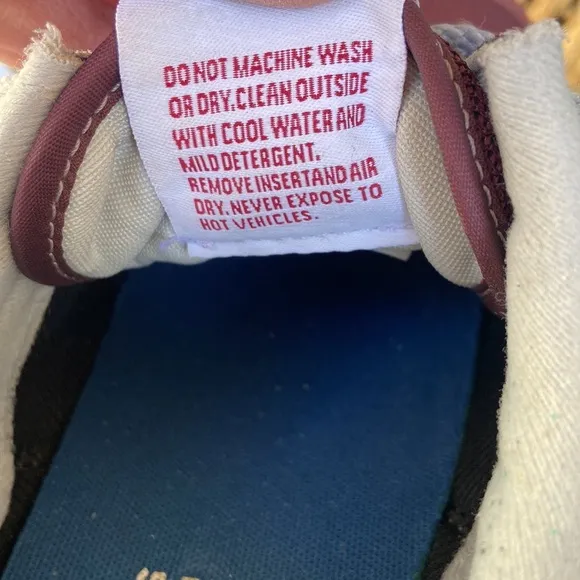 DO NOT MACHINE WASH
OR DRY. CLEAN OUTSIDE
WITH COOL WATER AND
MILD DETERGENT.
REMOVE INSERT AND AIR
DRY. NEVER EXPOSE TO
HOT VEHICLES.